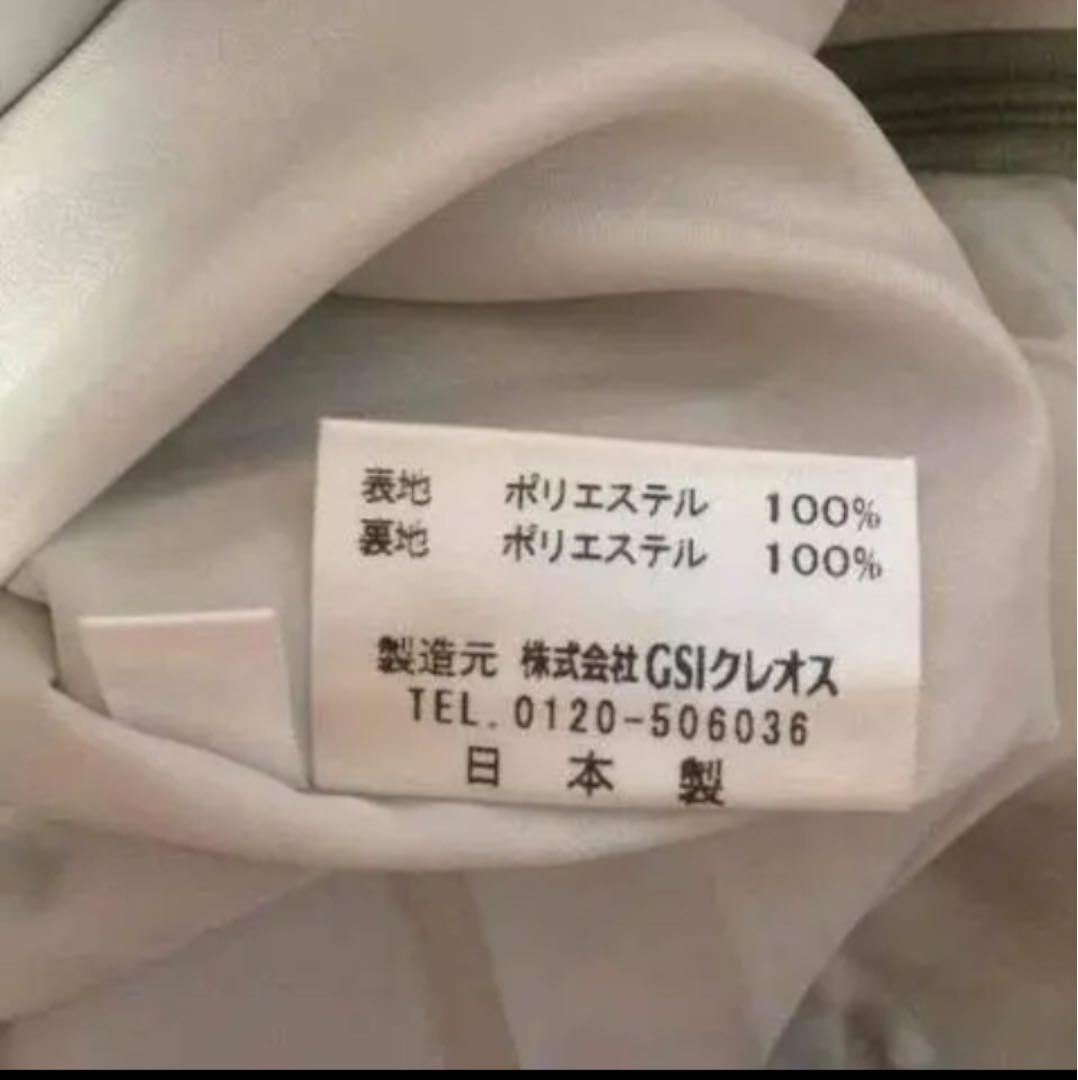 表地 ポリエステル 100%
裏地 ポリエステル 100%
製造元 株式会社GSIクレオス
TEL. 0120-506036
日本製